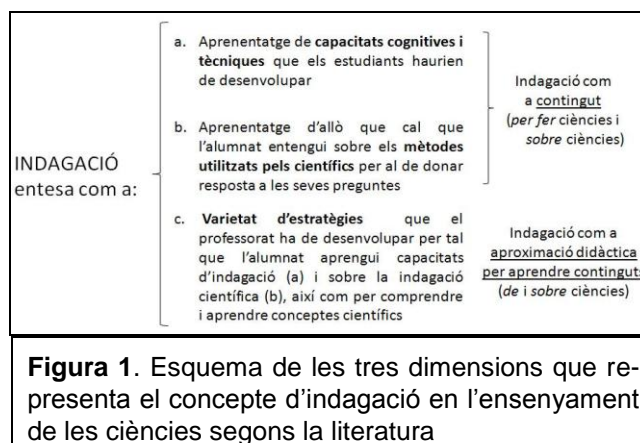 INDAGACIÓ
entesa com a:
a. Aprenentatge de capacitats cognitives i
tècniques que els estudiants haurien
de desenvolupar
b. Aprenentatge d'allò que cal que
l'alumnat entengui sobre els mètodes
utilitzats pels científics per al de donar
resposta a les seves preguntes
c. Varietat d'estratègies que el
professorat ha de desenvolupar per tal
que l'alumnat aprengui capacitats
d'indagació (a) i sobre la indagació
científica (b), així com per comprendre
i aprendre conceptes científics
Indagació com
a contingut
(per fer ciències i
sobre ciències)
Indagació com a
aproximació didàctica
per aprendre continguts
(de i sobre ciències)
Figura 1. Esquema de les tres dimensions que re-
presenta el concepte d'indagació en l'ensenyament
de les ciències segons la literatura